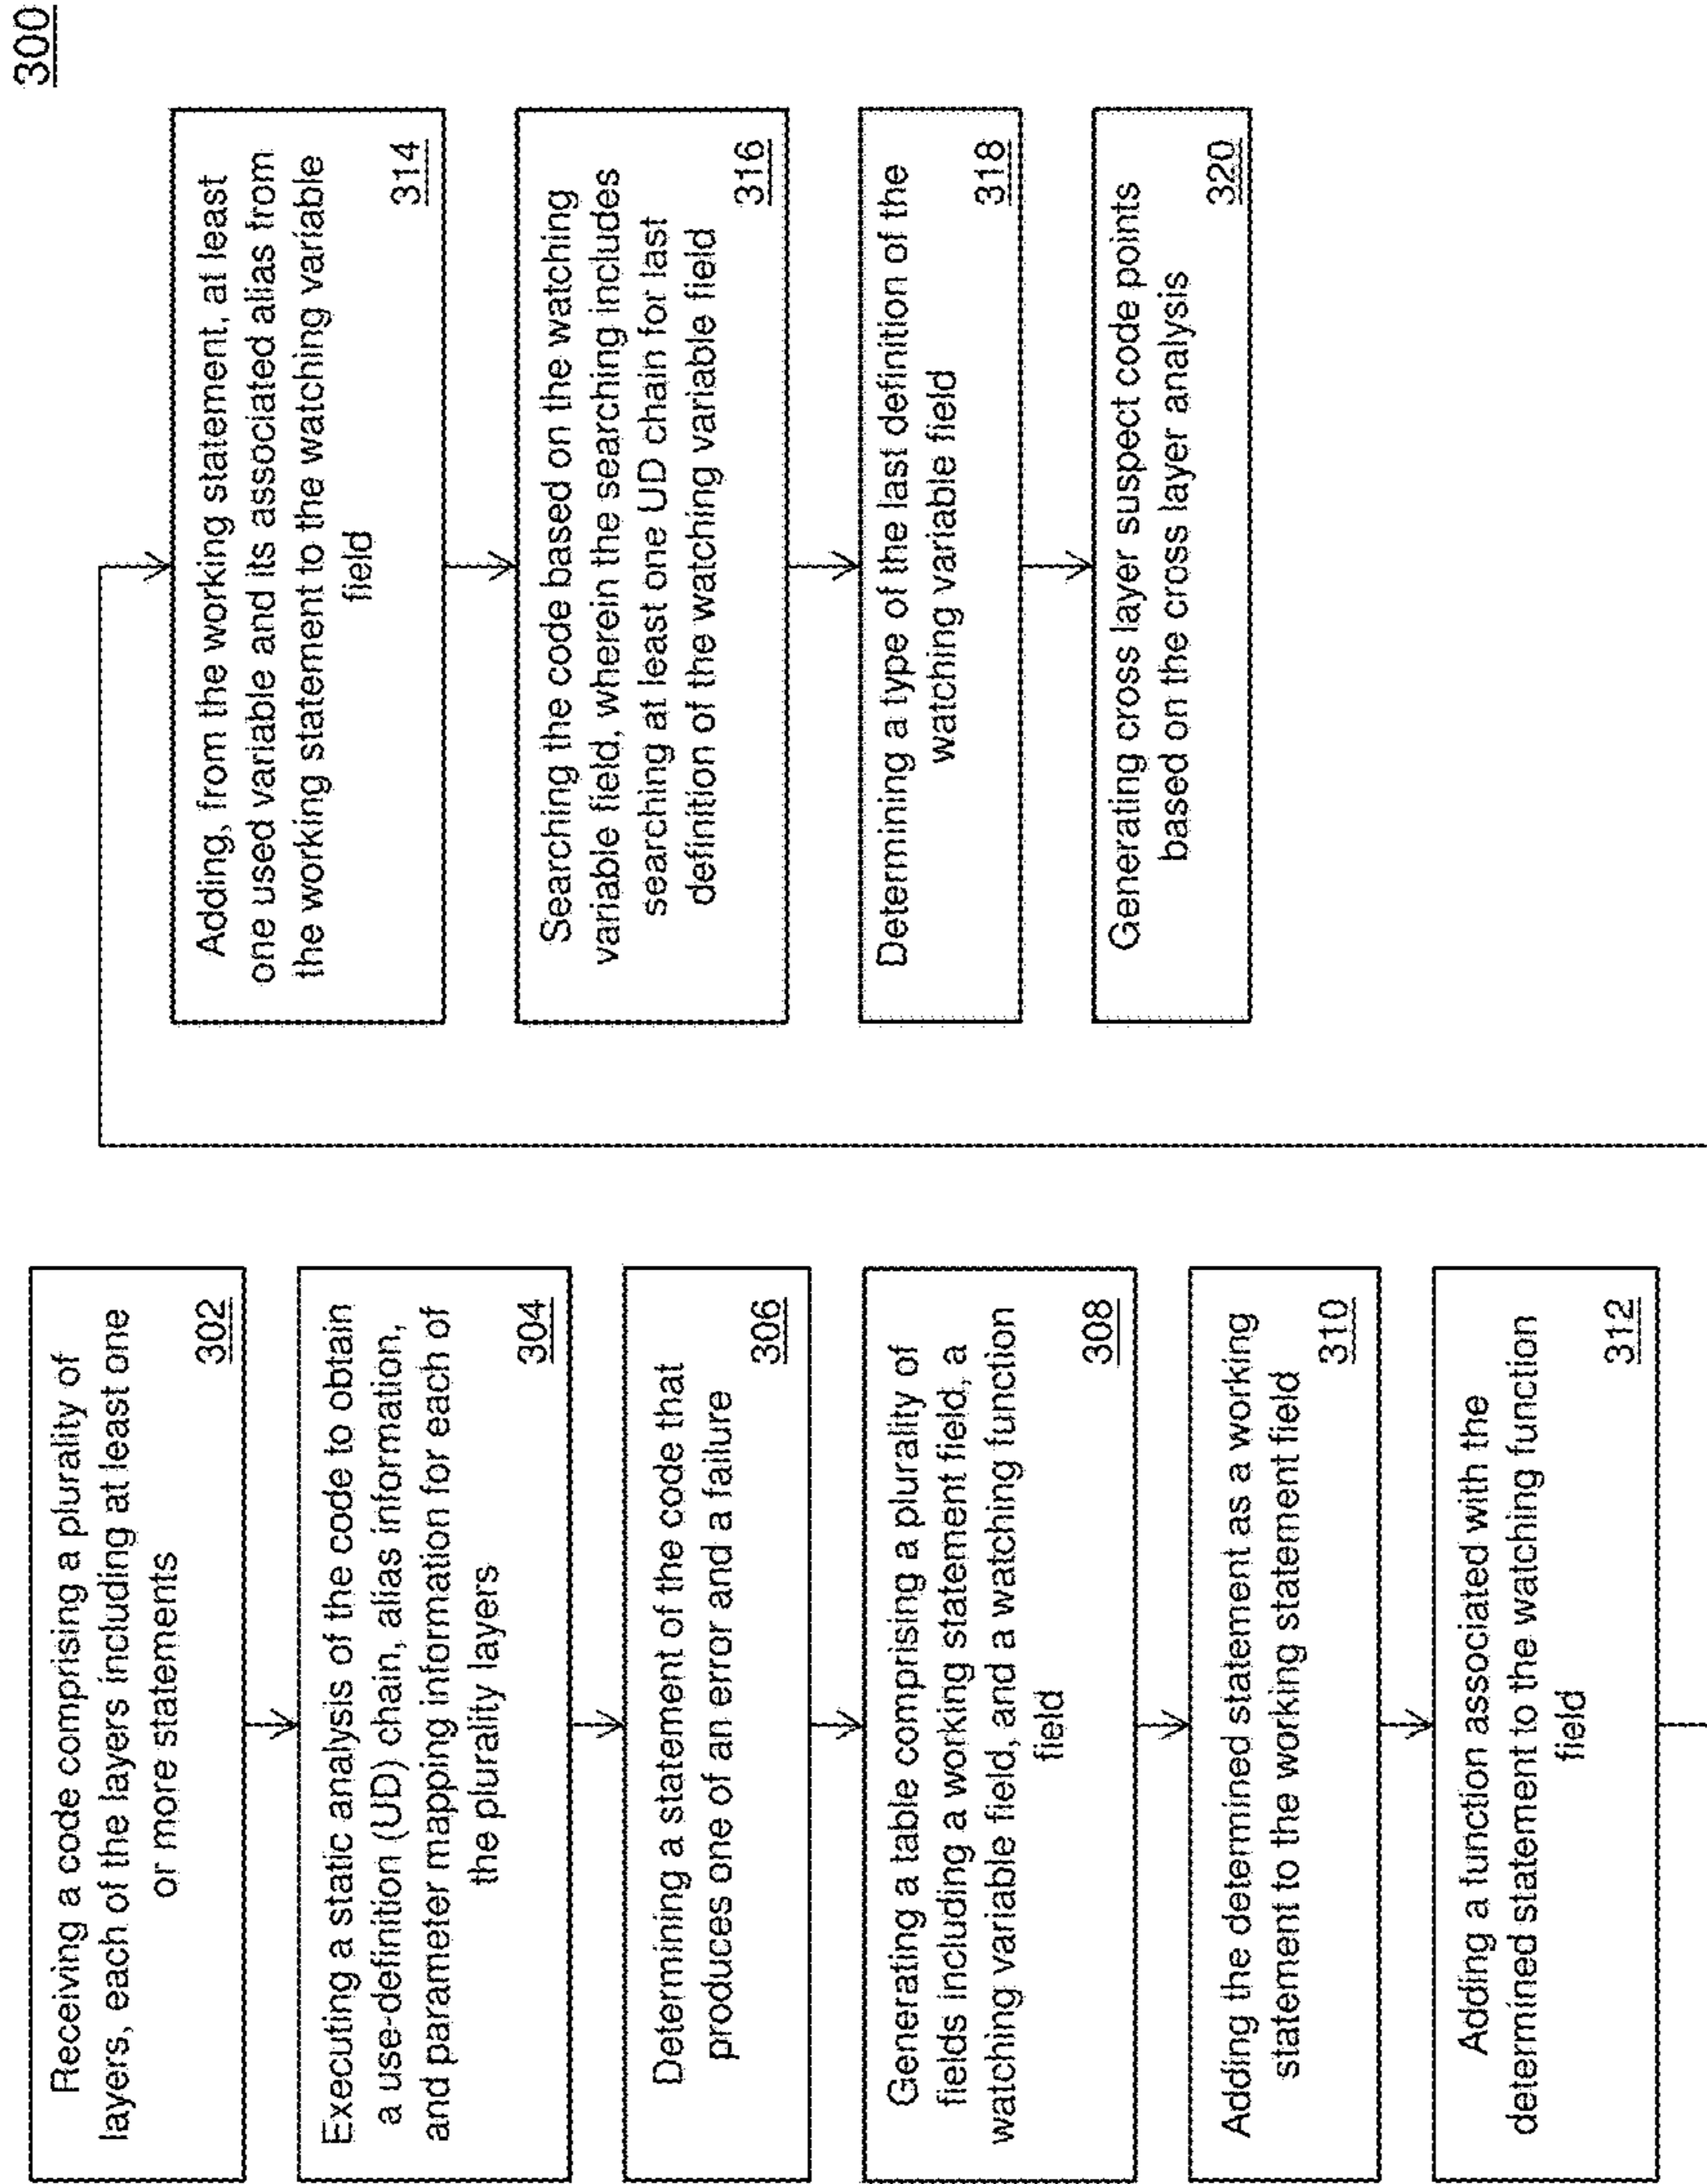 300
Receiving a code comprising a plurality of
layers, each of the layers including at least one
or more statements
302
Executing a static analysis of the code to obtain
a use-definition (UD) chain, alias information,
and parameter mapping information for each of
the plurality layers
304
Determining a statement of the code that
produces one of an error and a failure
306
Generating a table comprising a plurality of
fields including a working statement field, a
watching variable field, and a watching function
field
308
Adding the determined statement as a working
statement to the working statement field
310
Adding a function associated with the
determined statement to the watching function
field
312
Adding, from the working statement, at least
one used variable and its associated alias from
the working statement to the watching variable
field
314
Searching the code based on the watching
variable field, wherein the searching includes
searching at least one UD chain for last
definition of the watching variable field
316
Determining a type of the last definition of the
watching variable field
318
Generating cross layer suspect code points
based on the cross layer analysis
320